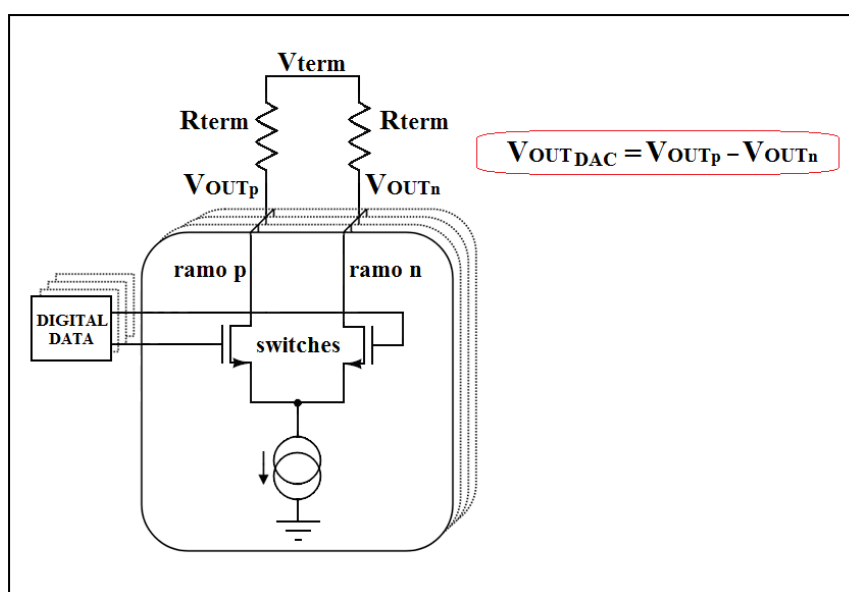 Vterm
Rterm Rterm
VOUTp VOUTn
VOUTDAC = VOUTp – VOUTn
ramo p ramo n
DIGITAL
DATA
switches